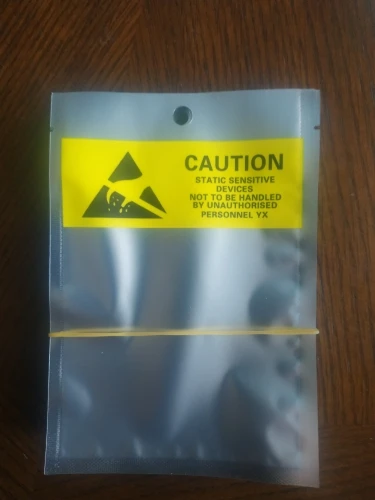 CAUTION
STATIC SENSITIVE
DEVICES
NOT TO BE HANDLED
BY UNAUTHORISED
PERSONNEL YX